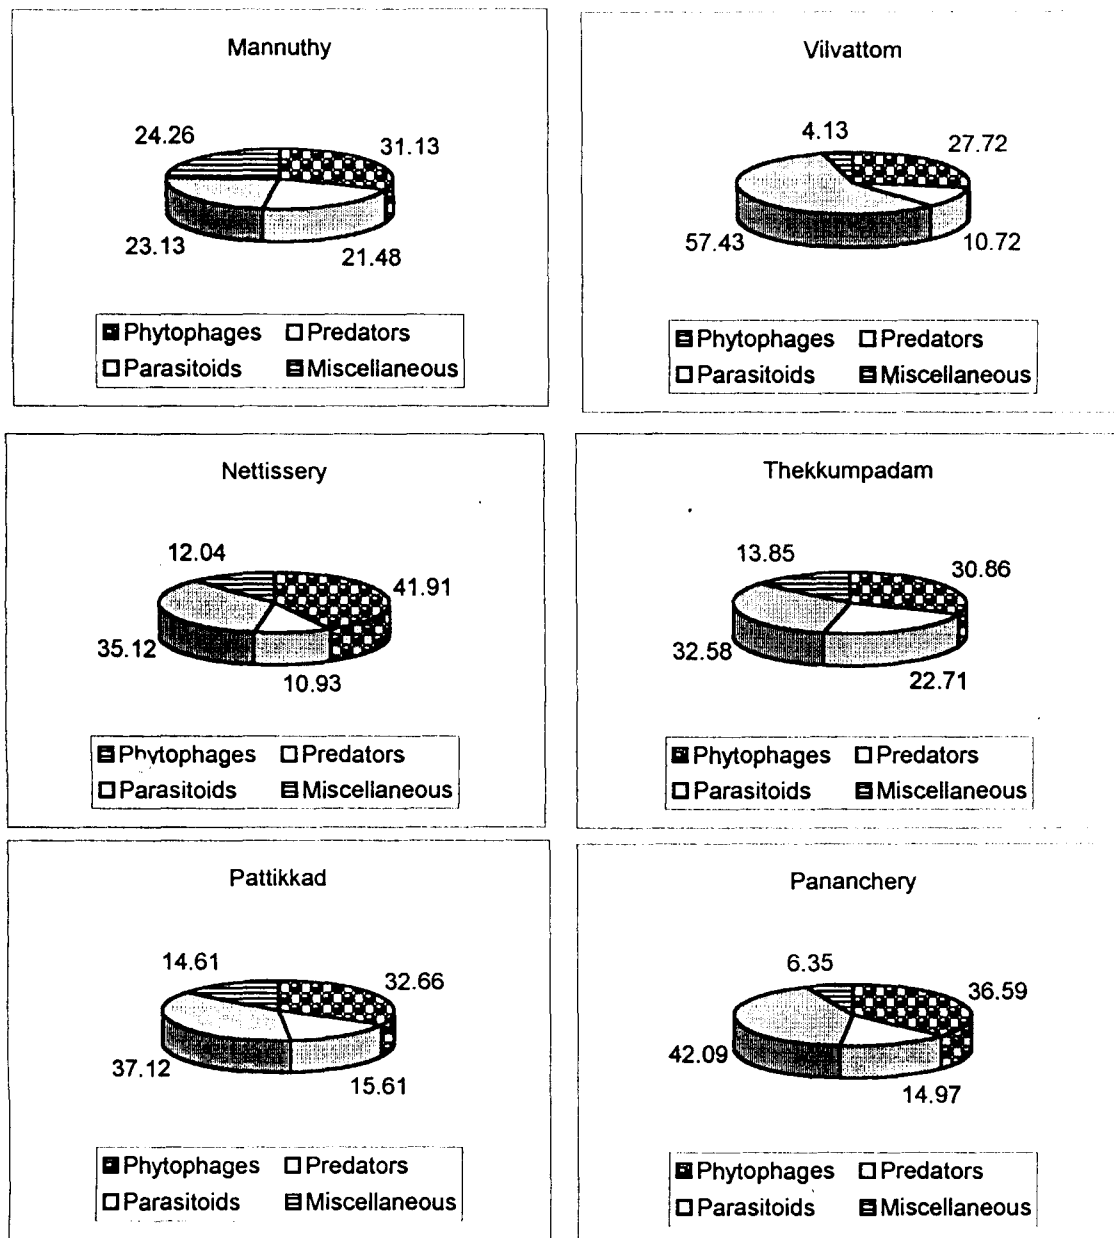 Mannuthy
24.26
31.13
23.13
21.48
Phytophages Predators
Parasitoids Miscellaneous
Vilvattom
4.13
27.72
57.43
10.72
Phytophages Predators
Parasitoids Miscellaneous
Nettissery
12.04
41.91
35.12
10.93
Phytophages Predators
Parasitoids Miscellaneous
Thekkumpadam
13.85
30.86
32.58
22.71
Phytophages Predators
Parasitoids Miscellaneous
Pattikkad
14.61
32.66
37.12
15.61
Phytophages Predators
Parasitoids Miscellaneous
Pananchery
6.35
36.59
42.09
14.97
Phytophages Predators
Parasitoids Miscellaneous